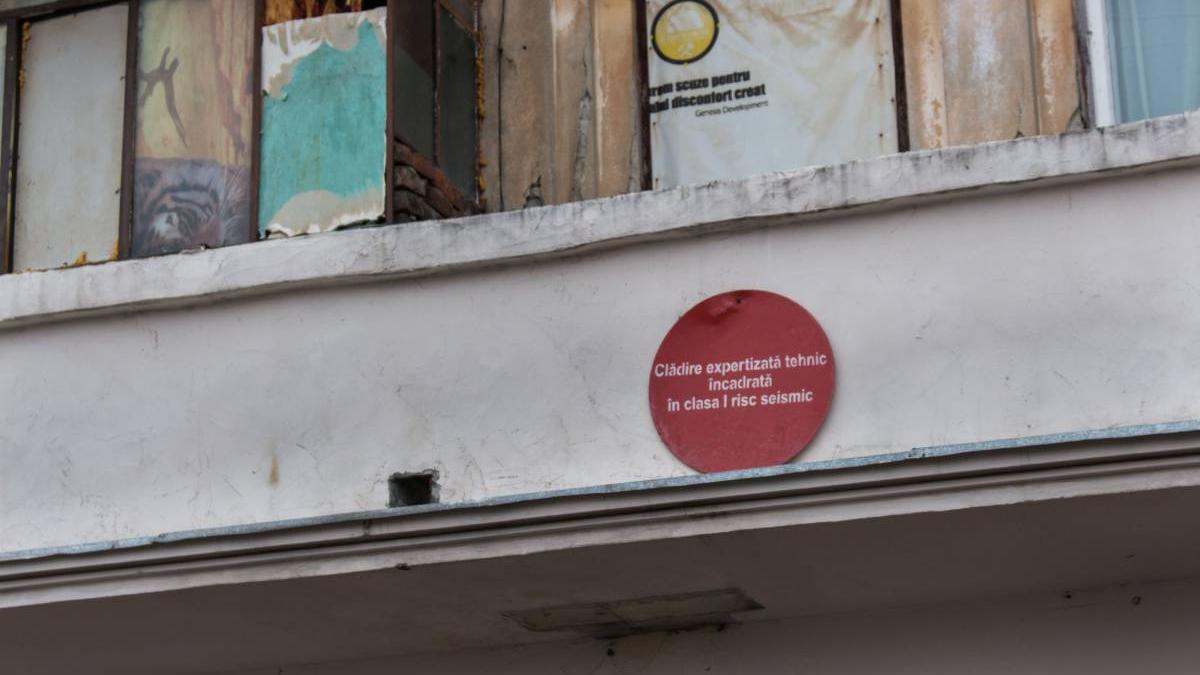 scuze pentru
disconfort creat
Genesis Development
Clădire expertizată tehnic
încadrată
în clasa I risc seismic